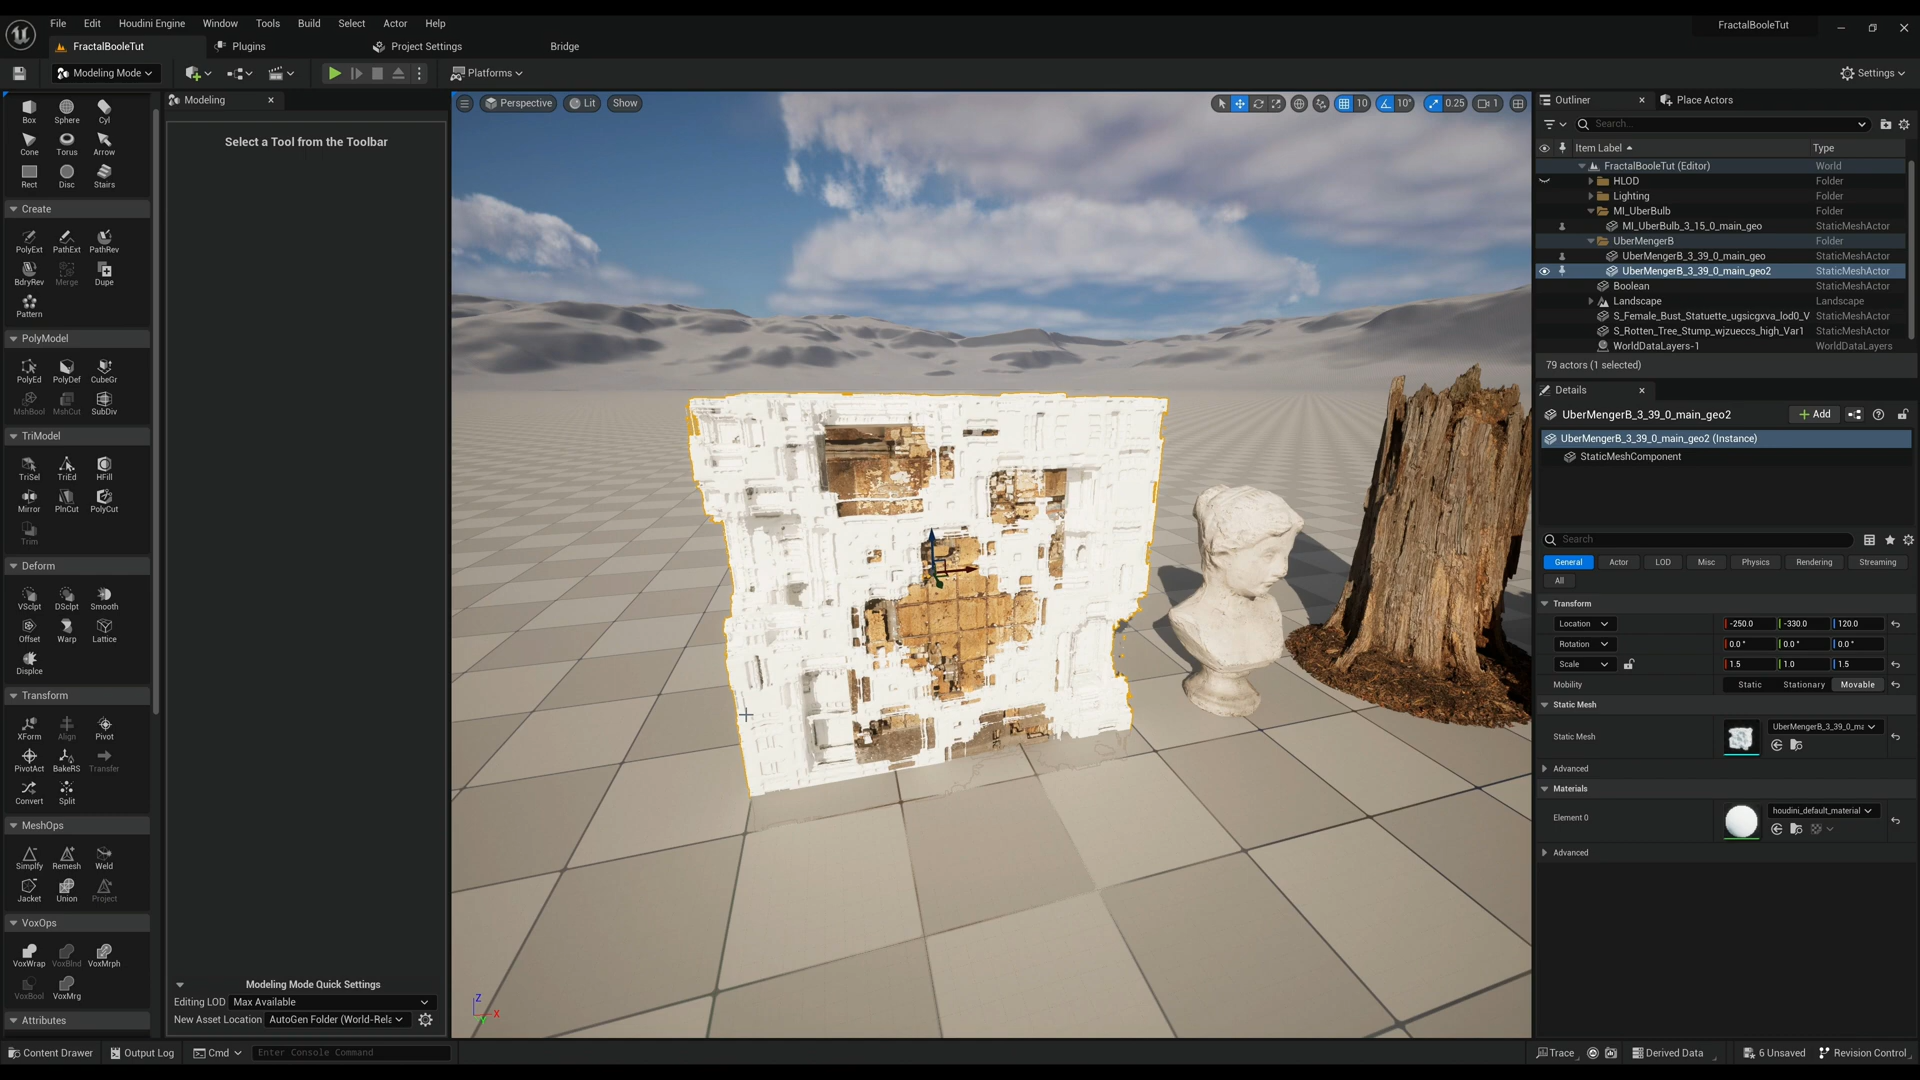 File Edit Houdini Engine Window Tools Build Select Actor Help
FractalBooleTut
FractalBooleTut Plugins Project Settings Bridge
Modeling Mode Platforms Settings
Modeling
Select a Tool from the Toolbar
Box Sphere Cyl
Cone Torus Arrow
Rect Disc Stairs
Create
PolyExt PathExt PathRev
BdryRev Merge Dupe
Pattern
PolyModel
PolyEd PolyDef CubeGr
MshBool MshCut SubDiv
TriModel
TriSel TriEd HFill
Mirror PlnCut PolyCut
Trim
Deform
VSclpt DSclpt Smooth
Offset Warp Lattice
Displce
Transform
XForm Align Pivot
PivotAct BakeRS Transfer
Convert Split
MeshOps
Simplfy Remesh Weld
Jacket Union Project
VoxOps
VoxWrap VoxBlnd VoxMrph
VoxBool VoxMrg
Attributes
Modeling Mode Quick Settings
Editing LOD Max Available
New Asset Location AutoGen Folder (World-Rela
Perspective Lit Show
10 10° 0.25 1
Z
X
Y
Outliner Place Actors
Search...
Item Label Type
FractalBooleTut (Editor) World
HLOD Folder
Lighting Folder
MI_UberBulb Folder
MI_UberBulb_3_15_0_main_geo StaticMeshActor
UberMengerB Folder
UberMengerB_3_39_0_main_geo StaticMeshActor
UberMengerB_3_39_0_main_geo2 StaticMeshActor
Boolean StaticMeshActor
Landscape Landscape
S_Female_Bust_Statuette_ugsicgxva_lod0_V StaticMeshActor
S_Rotten_Tree_Stump_wjzueccs_high_Var1 StaticMeshActor
WorldDataLayers-1 WorldDataLayers
79 actors (1 selected)
Details
UberMengerB_3_39_0_main_geo2 + Add
UberMengerB_3_39_0_main_geo2 (Instance)
StaticMeshComponent
Search
General Actor LOD Misc Physics Rendering Streaming
All
Transform
Location -250.0 -330.0 120.0
Rotation 0.0 ° 0.0 ° 0.0 °
Scale 1.5 1.0 1.5
Mobility Static Stationary Movable
Static Mesh
Static Mesh UberMengerB_3_39_0_ma
Advanced
Materials
Element 0 houdini_default_material
Advanced
Content Drawer Output Log Cmd Enter Console Command
Trace Derived Data 6 Unsaved Revision Control